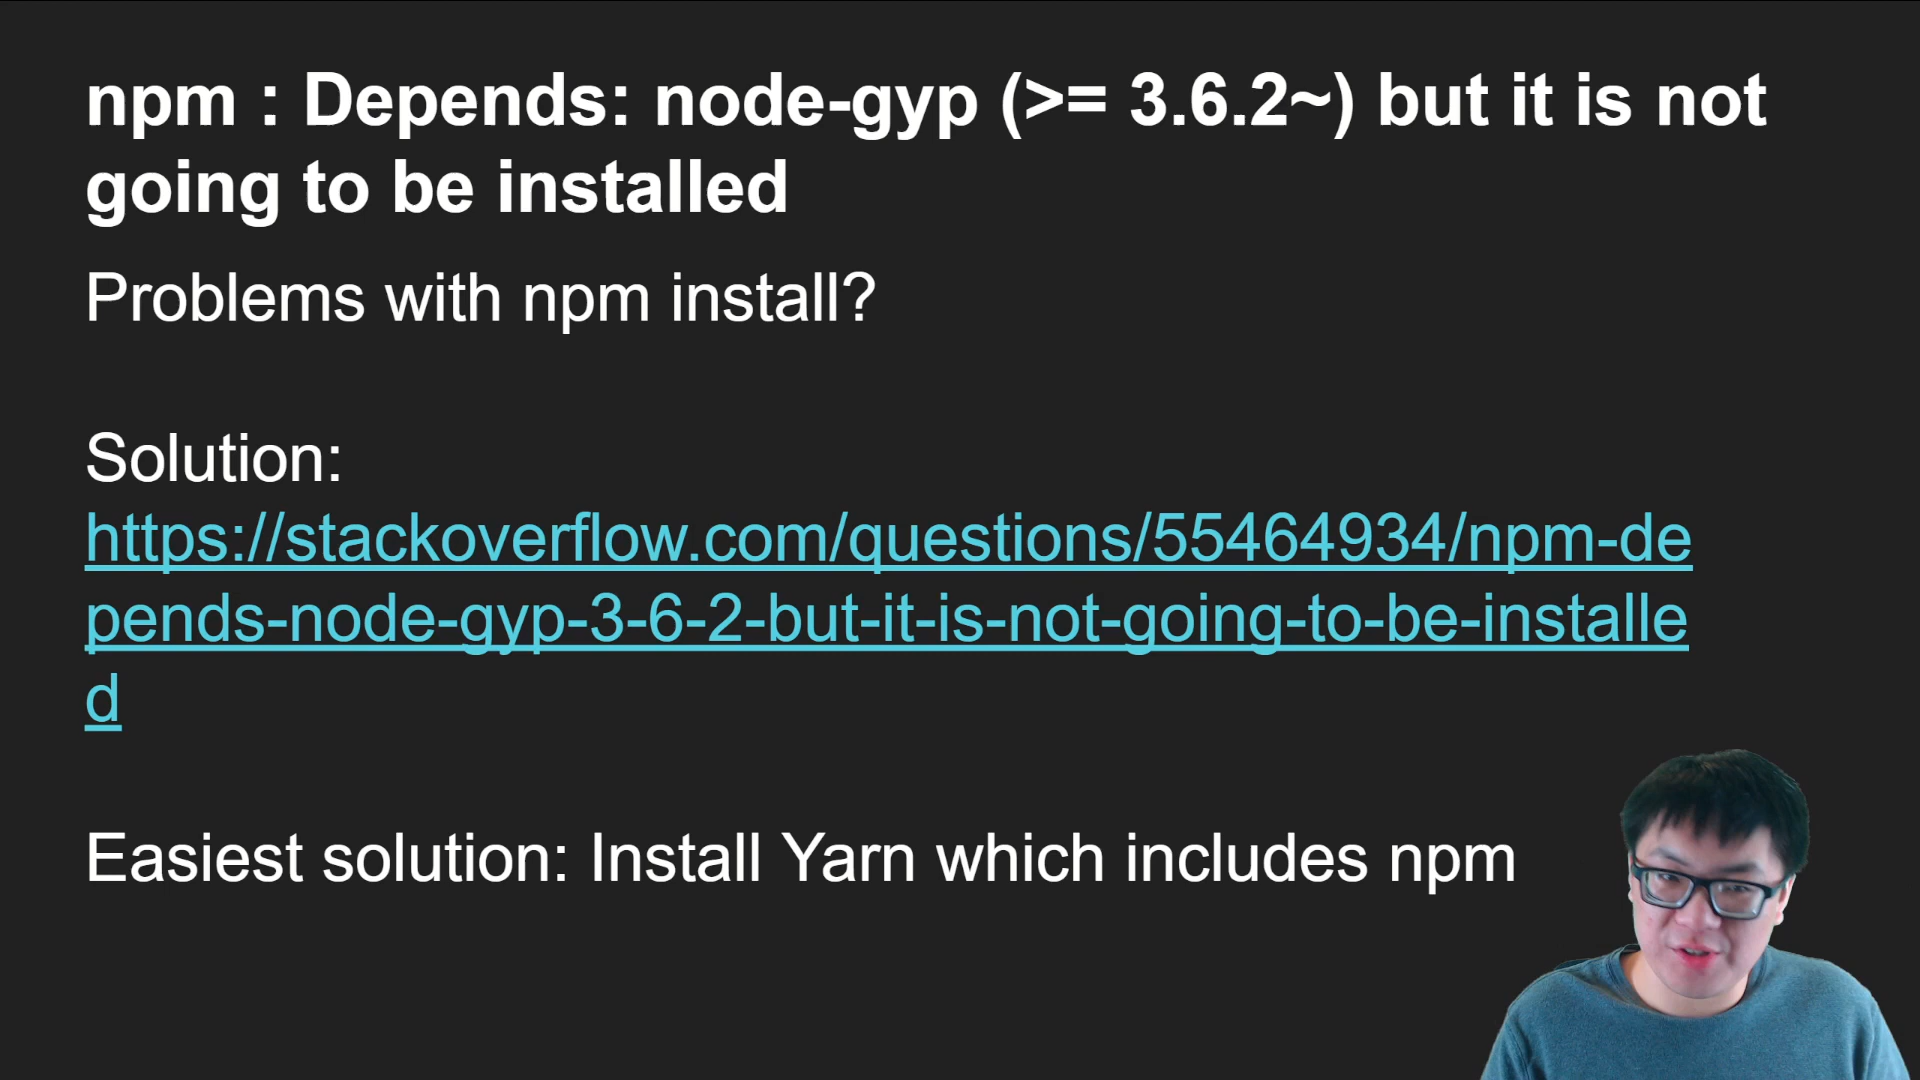 npm : Depends: node-gyp (>= 3.6.2~) but it is not
going to be installed
Problems with npm install?
Solution:
https://stackoverflow.com/questions/55464934/npm-de
pends-node-gyp-3-6-2-but-it-is-not-going-to-be-installe
d
Easiest solution: Install Yarn which includes npm